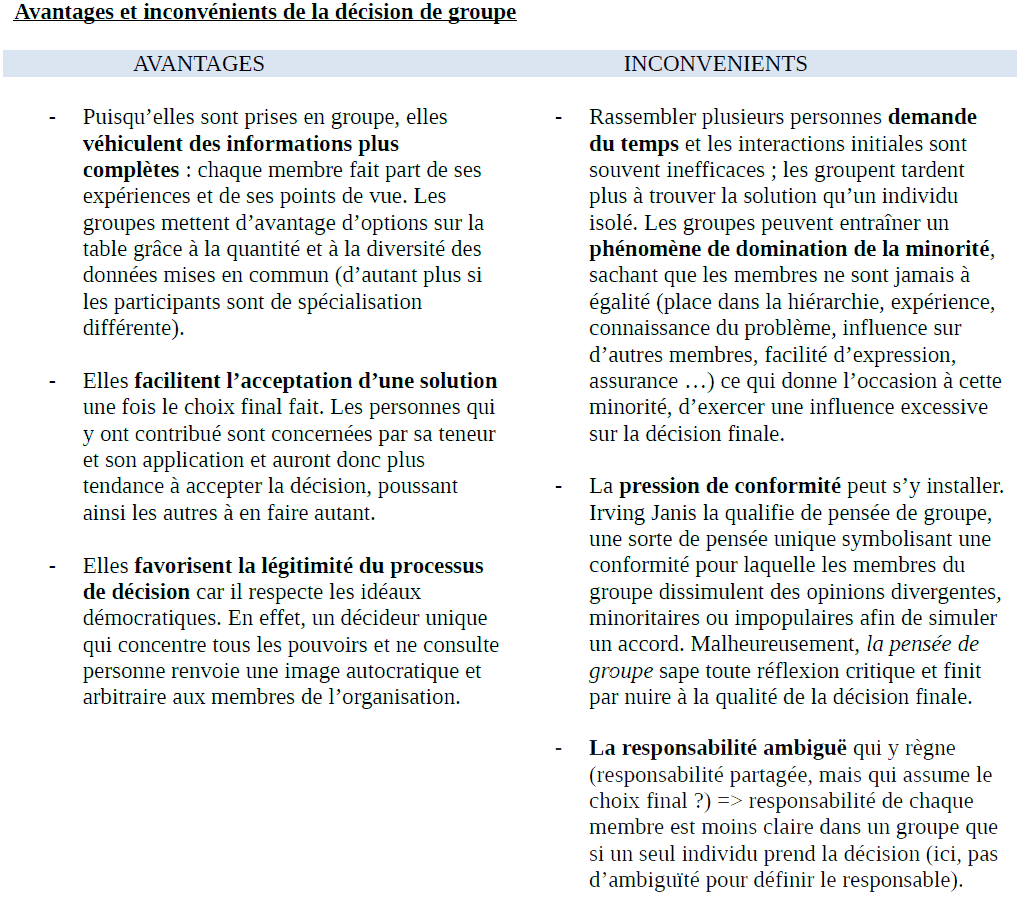 Avantages et inconvénients de la décision de groupe
AVANTAGES
INCONVENIENTS
- Puisqu’elles sont prises en groupe, elles
véhiculent des informations plus
complètes : chaque membre fait part de ses
expériences et de ses points de vue. Les
groupes mettent d’avantage d’options sur la
table grâce à la quantité et à la diversité des
données mises en commun (d’autant plus si
les participants sont de spécialisation
différente).
- Elles facilitent l’acceptation d’une solution
une fois le choix final fait. Les personnes qui
y ont contribué sont concernées par sa teneur
et son application et auront donc plus
tendance à accepter la décision, poussant
ainsi les autres à en faire autant.
- Elles favorisent la légitimité du processus
de décision car il respecte les idéaux
démocratiques. En effet, un décideur unique
qui concentre tous les pouvoirs et ne consulte
personne renvoie une image autocratique et
arbitraire aux membres de l’organisation.
- Rassembler plusieurs personnes demande
du temps et les interactions initiales sont
souvent inefficaces ; les groupent tardent
plus à trouver la solution qu’un individu
isolé. Les groupes peuvent entraîner un
phénomène de domination de la minorité,
sachant que les membres ne sont jamais à
égalité (place dans la hiérarchie, expérience,
connaissance du problème, influence sur
d’autres membres, facilité d’expression,
assurance …) ce qui donne l’occasion à cette
minorité, d’exercer une influence excessive
sur la décision finale.
- La pression de conformité peut s’y installer.
Irving Janis la qualifie de pensée de groupe,
une sorte de pensée unique symbolisant une
conformité pour laquelle les membres du
groupe dissimulent des opinions divergentes,
minoritaires ou impopulaires afin de simuler
un accord. Malheureusement, la pensée de
groupe sape toute réflexion critique et finit
par nuire à la qualité de la décision finale.
- La responsabilité ambiguë qui y règne
(responsabilité partagée, mais qui assume le
choix final ?) => responsabilité de chaque
membre est moins claire dans un groupe que
si un seul individu prend la décision (ici, pas
d’ambiguïté pour définir le responsable).